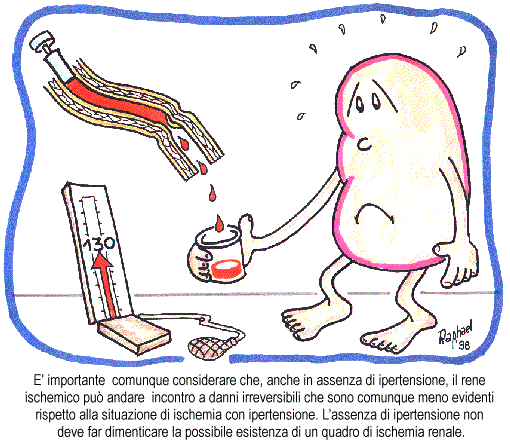 130
Raphael
98
E' importante comunque considerare che, anche in assenza di ipertensione, il rene
ischemico può andare incontro a danni irreversibili che sono comunque meno evidenti
rispetto alla situazione di ischemia con ipertensione. L'assenza di ipertensione non
deve far dimenticare la possibile esistenza di un quadro di ischemia renale.